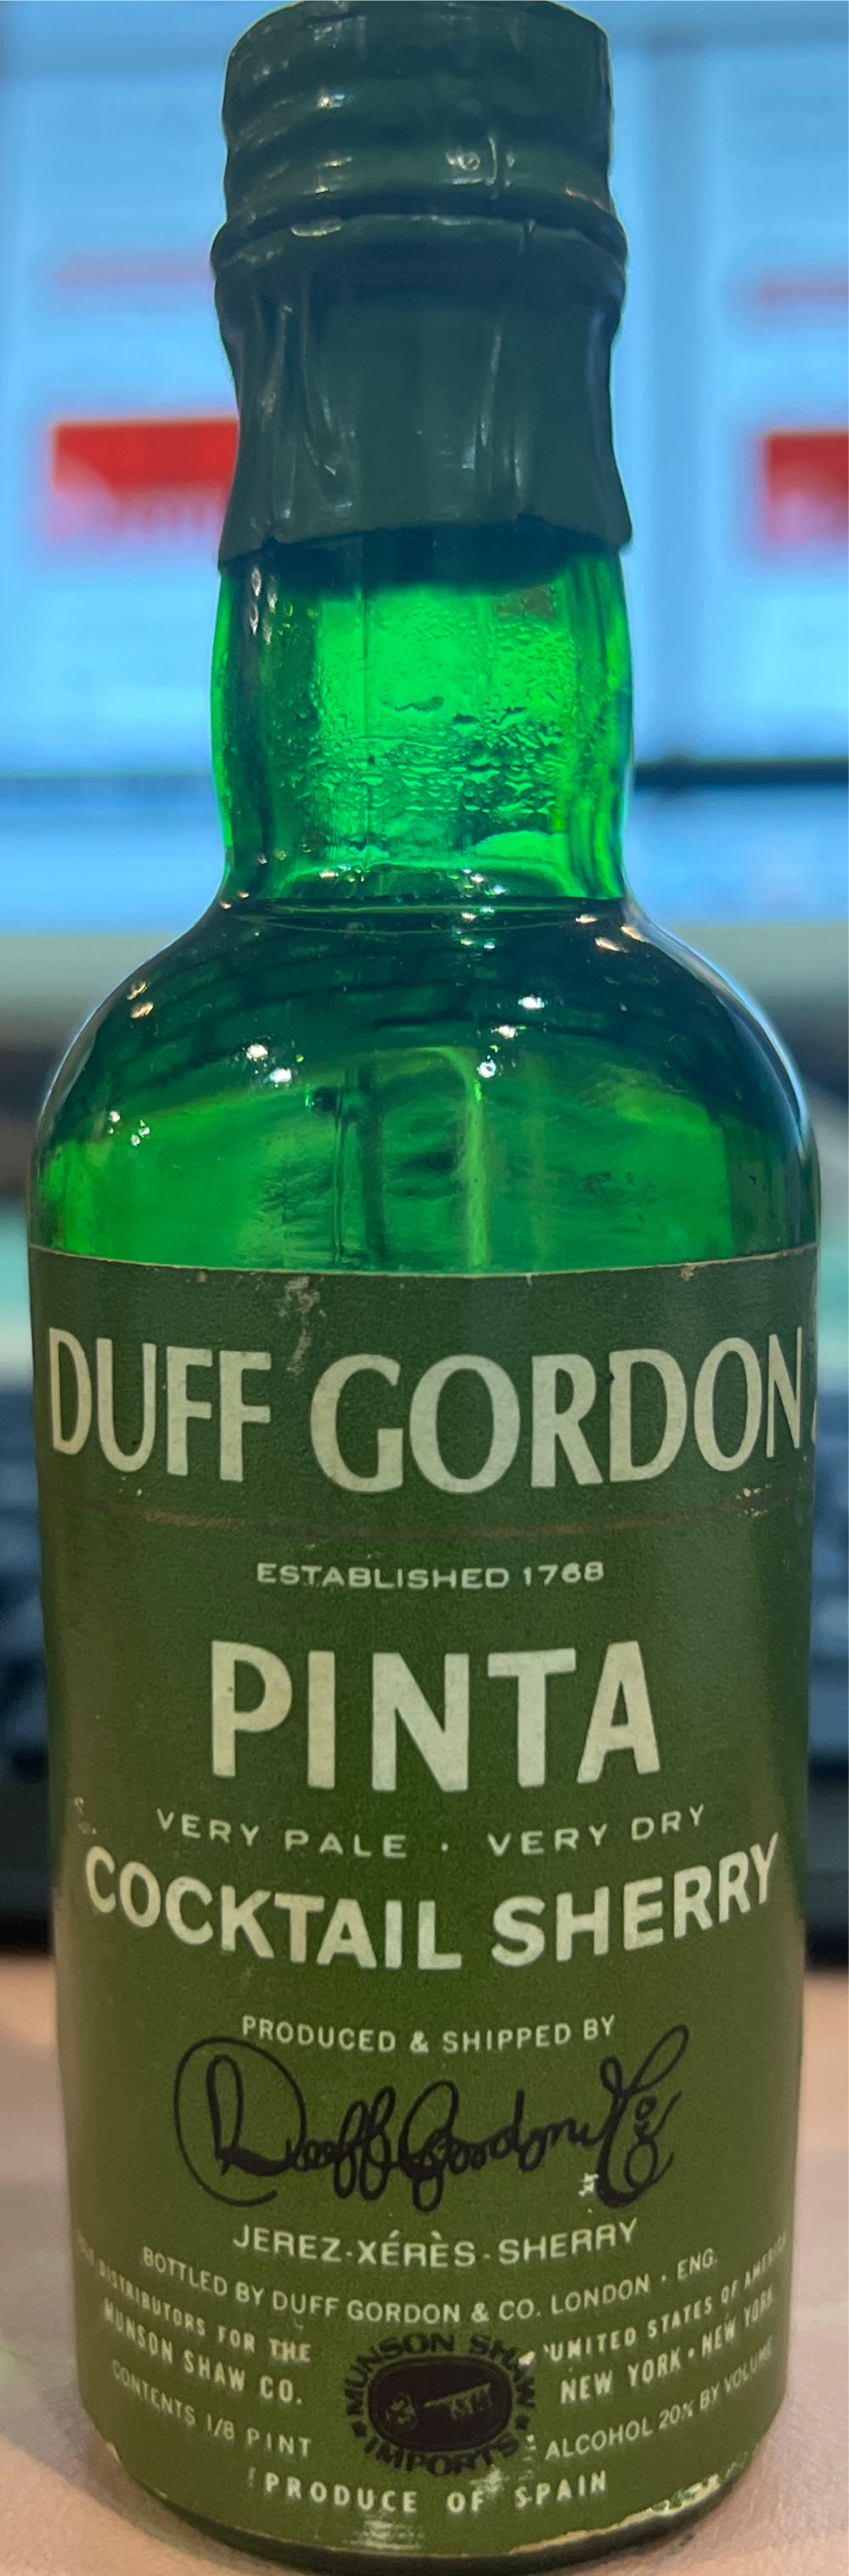 DUFF GORDON
ESTABLISHED 1768
PINTA
VERY PALE · VERY DRY
COCKTAIL SHERRY
PRODUCED & SHIPPED BY
Duff Gordon & Co
JEREZ-XÉRÈS-SHERRY
BOTTLED BY DUFF GORDON & CO. LONDON · ENG.
DISTRIBUTORS FOR THE UNITED STATES OF AMERICA
MUNSON SHAW CO. NEW YORK · NEW YORK
MUNSON SHAW IMPORTS
CONTENTS 1/8 PINT ALCOHOL 20% BY VOLUME
PRODUCE OF SPAIN